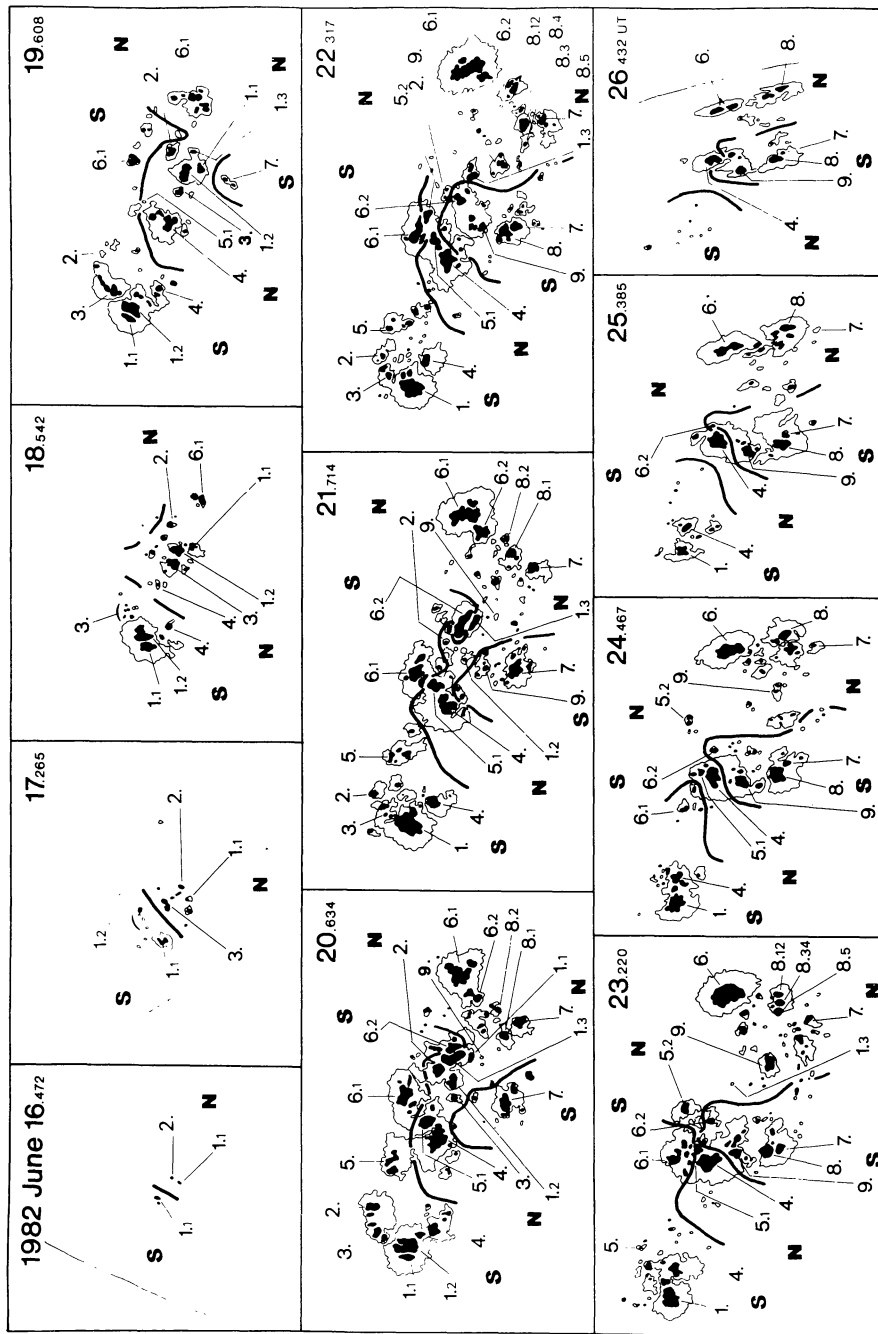 1982 June 16.472
S
2.
N
1.1
1.1
17.265
1.2
S
2.
1.1
1.1
3.
N
18.542
3.
N
2.
6.1
1.1
1.2
S
4.
4.
3.
1.2
1.1
N
19.608
2.
S
N
3.
6.1
2.
6.1
1.1
1.2
4.
S
N
4.
5.1
3.
1.2
7.
S
1.1
N
1.3
20.634
2.
S
N
3.
5.
6.1
6.2
2.
9.
6.1
6.2
8.2
8.1
1.1
1.2
4.
S
N
5.1
4.
1.2
3.
7.
S
1.3
1.1
7.
N
21.714
S
N
2.
3.
5.
6.1
6.2
2.
9.
6.1
6.2
8.2
8.1
1.
4.
S
N
5.1
4.
1.2
9.
S
7.
1.3
N
7.
22.317
S
N
2.
3.
5.
6.1
6.2
5.2
2.
9.
6.1
6.2
8.12
8.4
8.3
8.5
1.
4.
S
N
5.1
4.
9.
S
8.
7.
1.3
7.
N
23.220
S
N
5.
6.1
6.2
5.2
9.
6.
8.12
8.34
8.5
1.
4.
S
N
5.1
4.
9.
S
8.
7.
1.3
7.
N
24.467
S
N
6.1
6.2
5.2
9.
6.
8.
1.
4.
S
N
5.1
4.
9.
S
8.
7.
N
7.
25.385
S
N
6.2
6.
8.
1.
4.
S
N
4.
9.
S
8.
7.
N
7.
26.432 UT
S
6.
8.
4.
N
9.
S
8.
7.
N